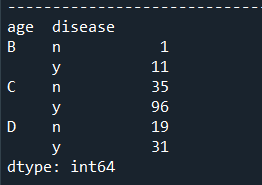 --------------------------
age  disease
B    n           1
     y          11
C    n          35
     y          96
D    n          19
     y          31
dtype: int64